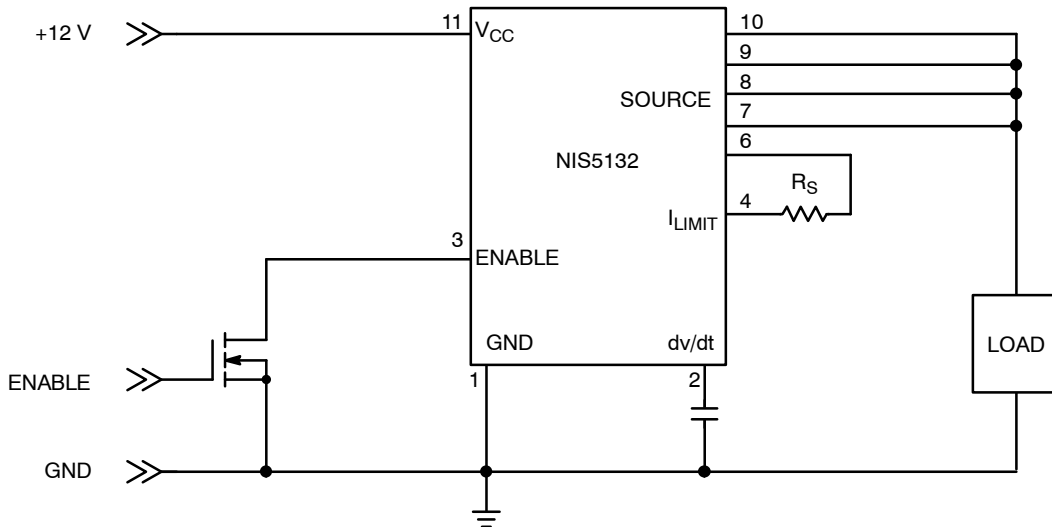 +12 V
11
V_CC
10
9
8
SOURCE
7
6
NIS5132
R_S
4
I_LIMIT
3
ENABLE
GND
dv/dt
LOAD
ENABLE
1
2
GND